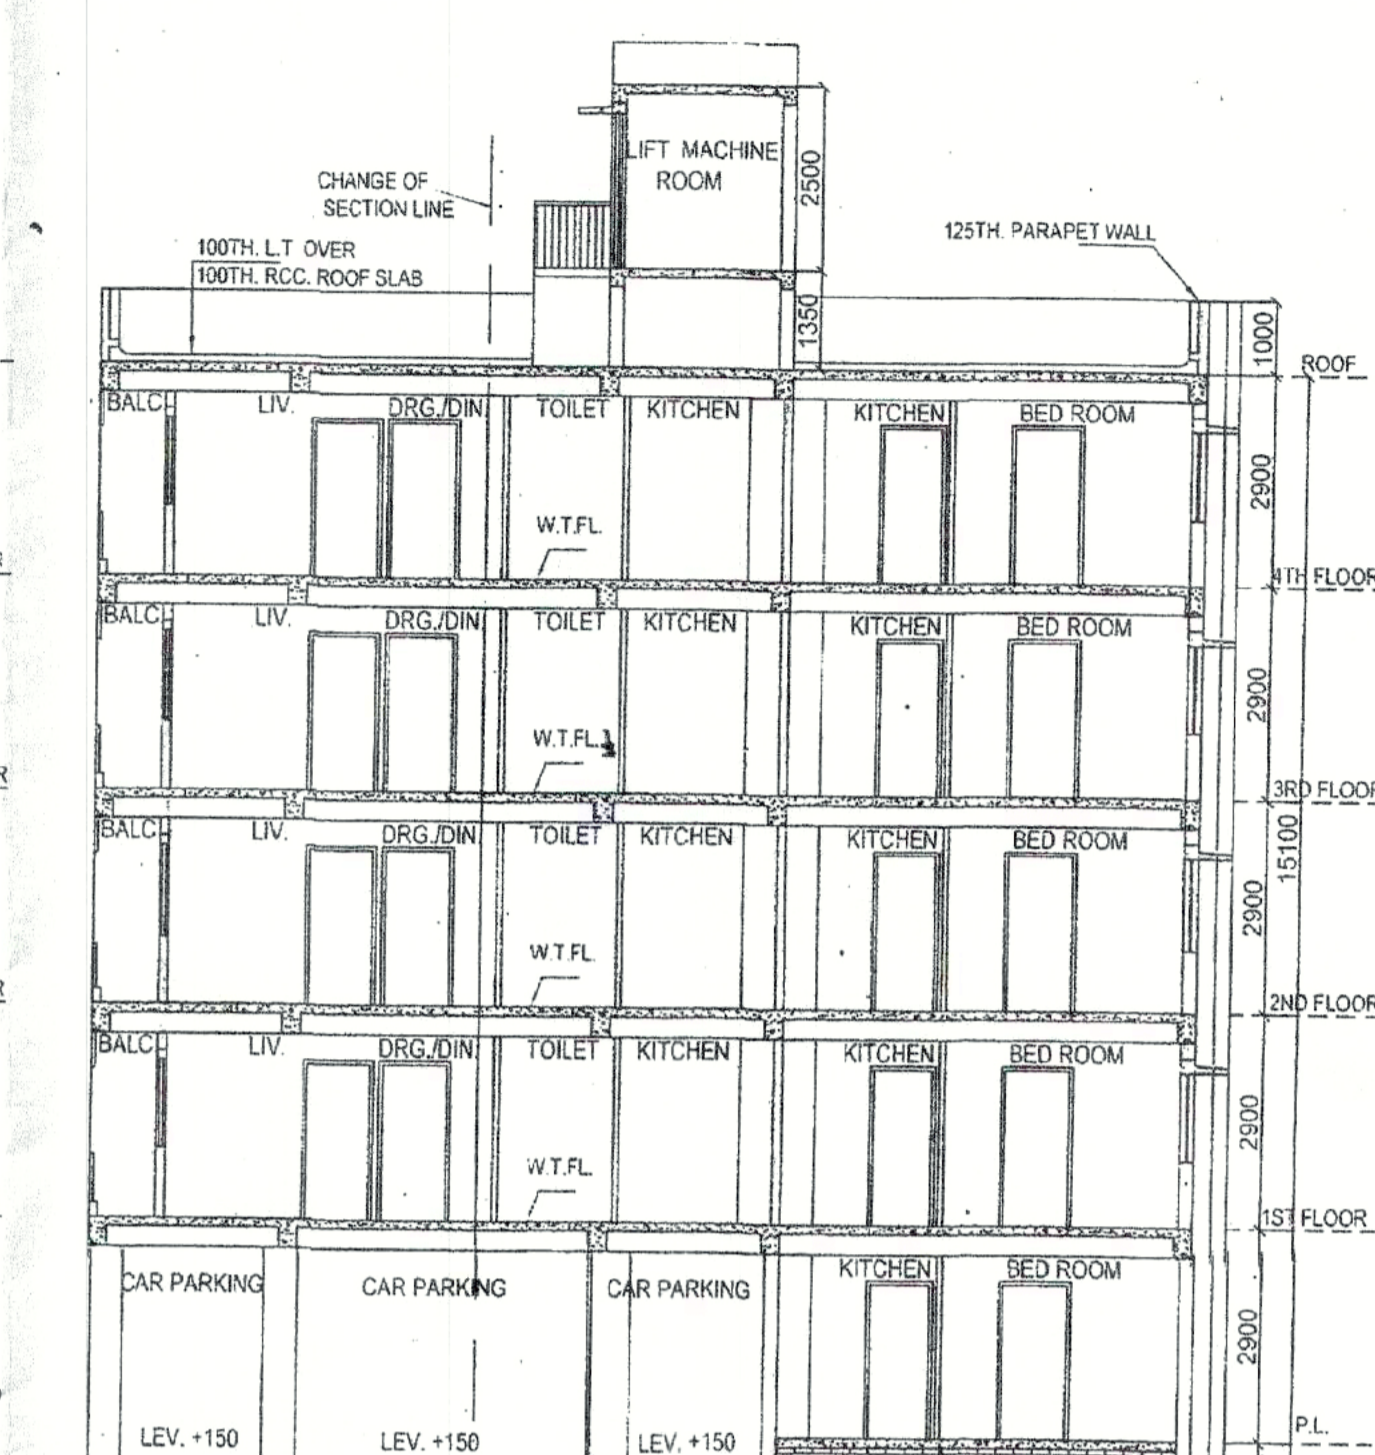 LIFT MACHINE
ROOM
2500
CHANGE OF
SECTION LINE
125TH. PARAPET WALL
100TH. L.T OVER
100TH. RCC. ROOF SLAB
1350
1000
ROOF
BALC.
LIV.
DRG./DIN
TOILET
KITCHEN
KITCHEN
BED ROOM
2900
W.T.FL.
4TH FLOOR
BALC.
LIV.
DRG./DIN
TOILET
KITCHEN
KITCHEN
BED ROOM
2900
W.T.FL.
3RD FLOOR
15100
BALC.
LIV.
DRG./DIN
TOILET
KITCHEN
KITCHEN
BED ROOM
2900
W.T.FL.
2ND FLOOR
BALC.
LIV.
DRG./DIN.
TOILET
KITCHEN
KITCHEN
BED ROOM
2900
W.T.FL.
1ST FLOOR
CAR PARKING
CAR PARKING
CAR PARKING
KITCHEN
BED ROOM
2900
LEV. +150
LEV. +150
LEV. +150
P.L.